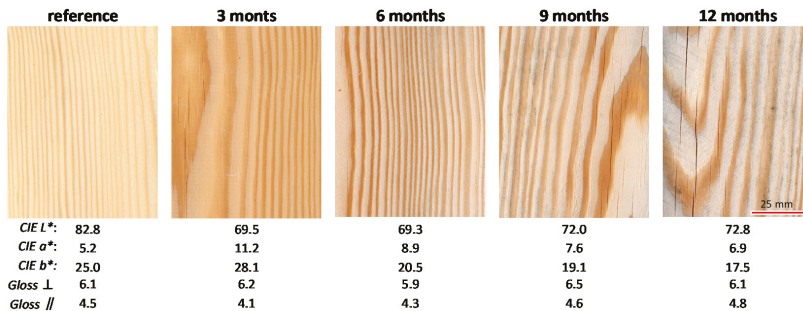 reference 3 monts 6 months 9 months 12 months
25 mm
CIE L*: 82.8 69.5 69.3 72.0 72.8
CIE a*: 5.2 11.2 8.9 7.6 6.9
CIE b*: 25.0 28.1 20.5 19.1 17.5
Gloss ⊥ 6.1 6.2 5.9 6.5 6.1
Gloss // 4.5 4.1 4.3 4.6 4.8